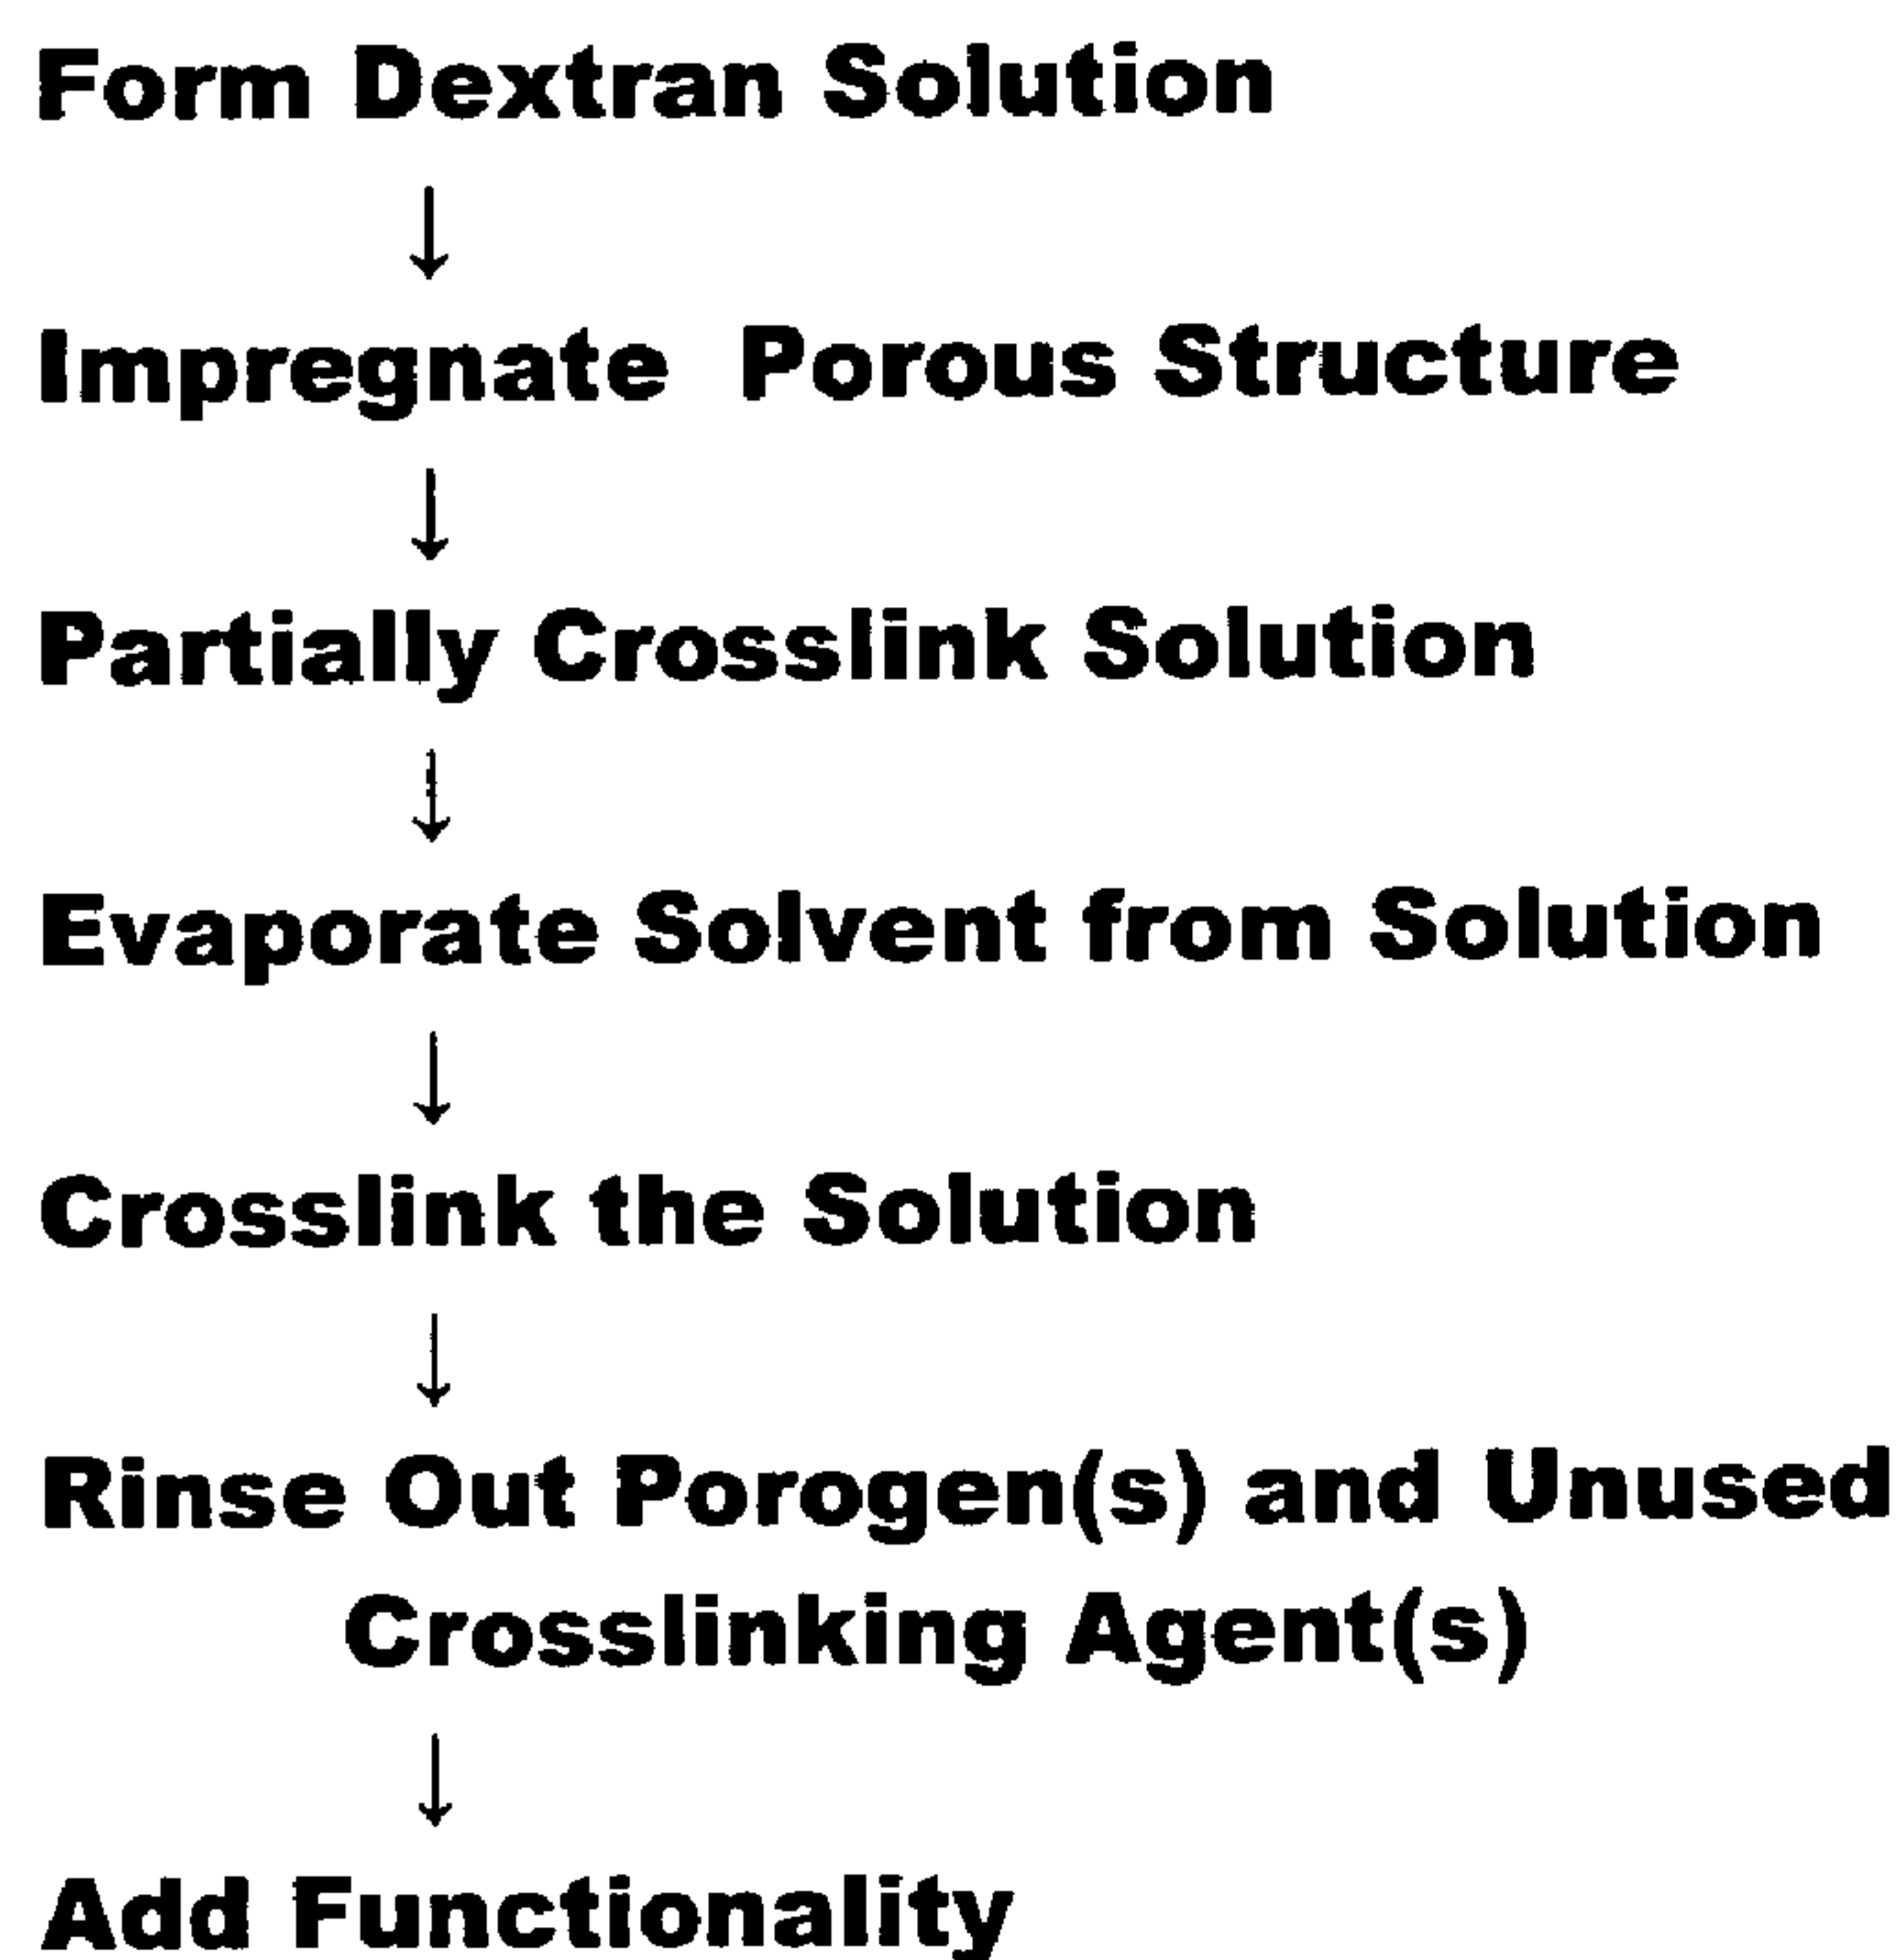 Form Dextran Solution
Impregnate Porous Structure
Partially Crosslink Solution
Evaporate Solvent from Solution
Crosslink the Solution
Rinse Out Porogen(s) and Unused
Crosslinking Agent(s)
Add Functionality